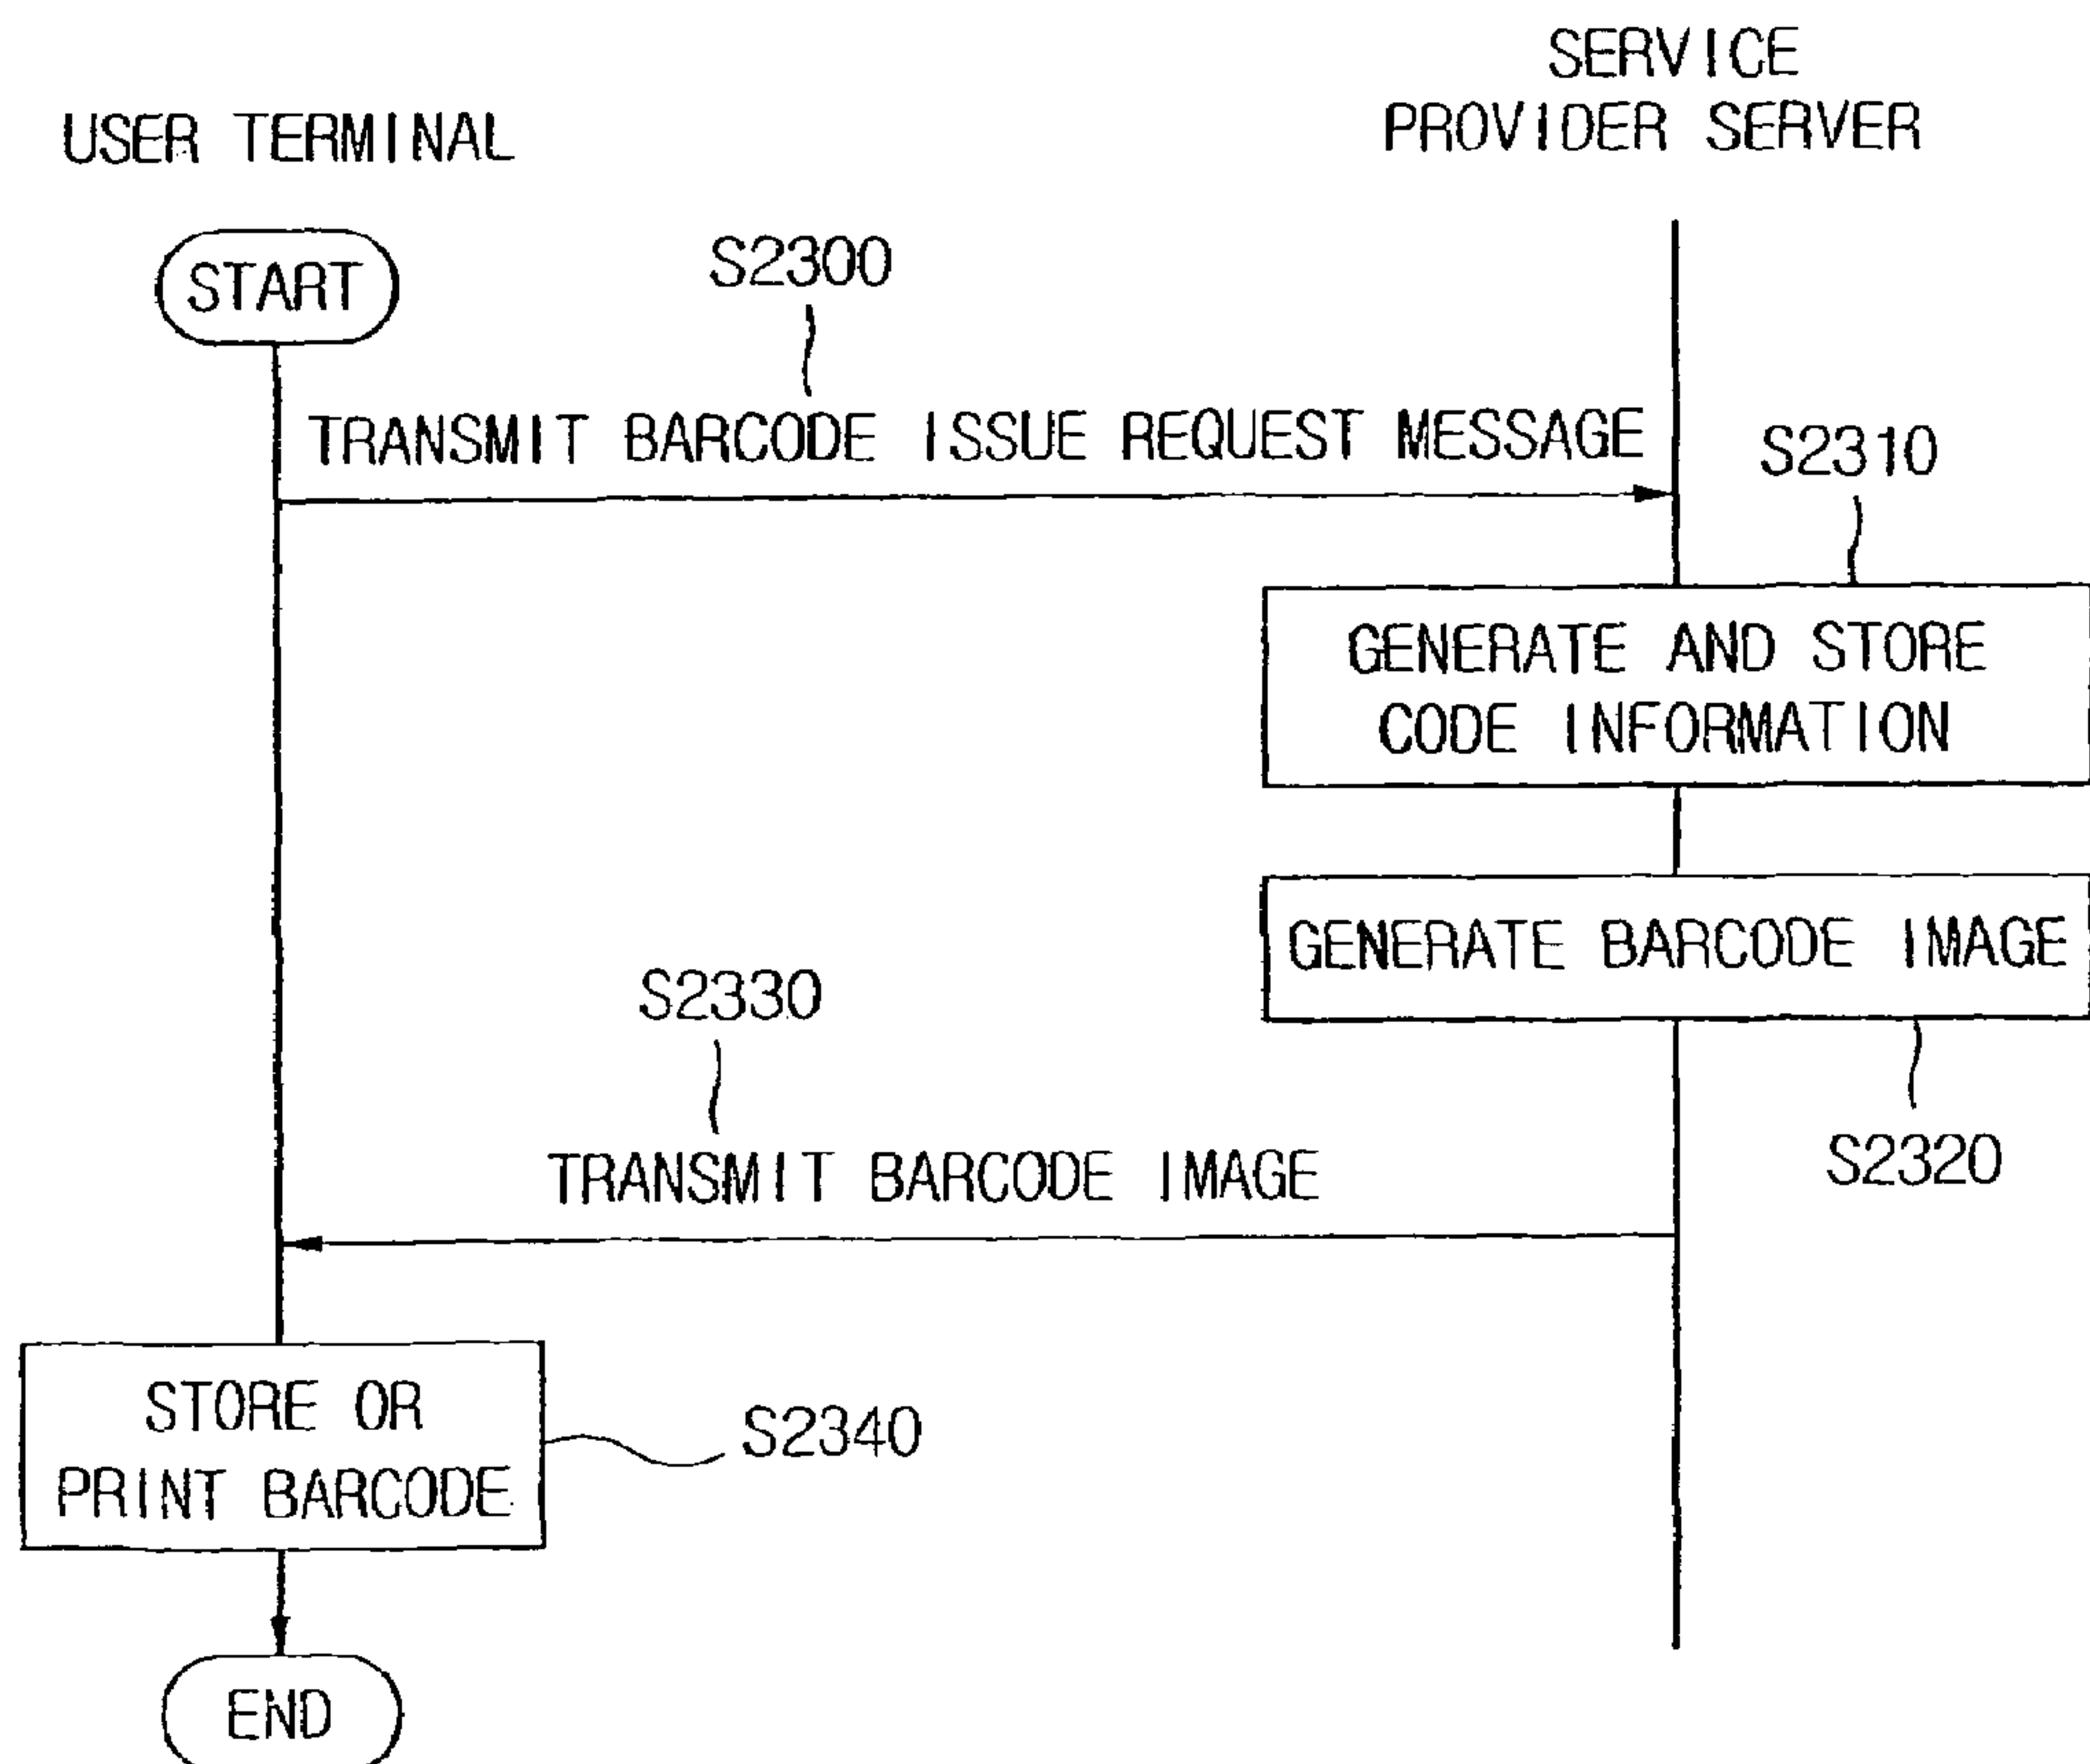 SERVICE
PROVIDER SERVER
USER TERMINAL
START
S2300
TRANSMIT BARCODE ISSUE REQUEST MESSAGE
S2310
GENERATE AND STORE
CODE INFORMATION
GENERATE BARCODE IMAGE
S2330
S2320
TRANSMIT BARCODE IMAGE
STORE OR
PRINT BARCODE
S2340
END